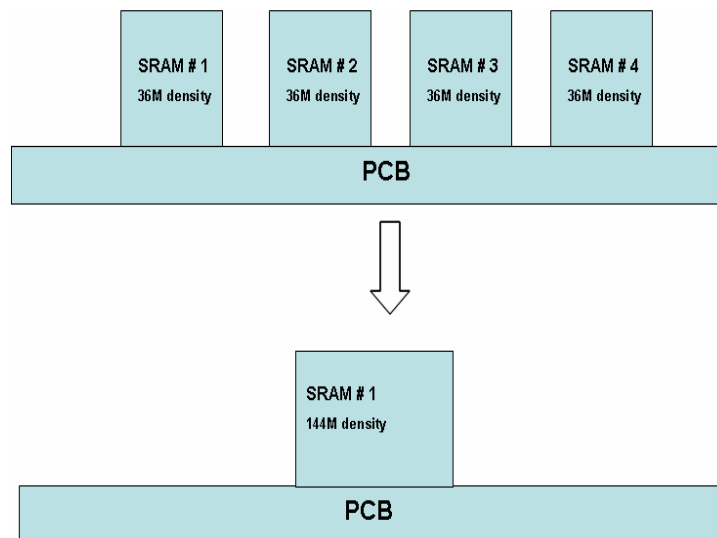 SRAM # 1
36M density
SRAM # 2
36M density
SRAM # 3
36M density
SRAM # 4
36M density
PCB
SRAM # 1
144M density
PCB